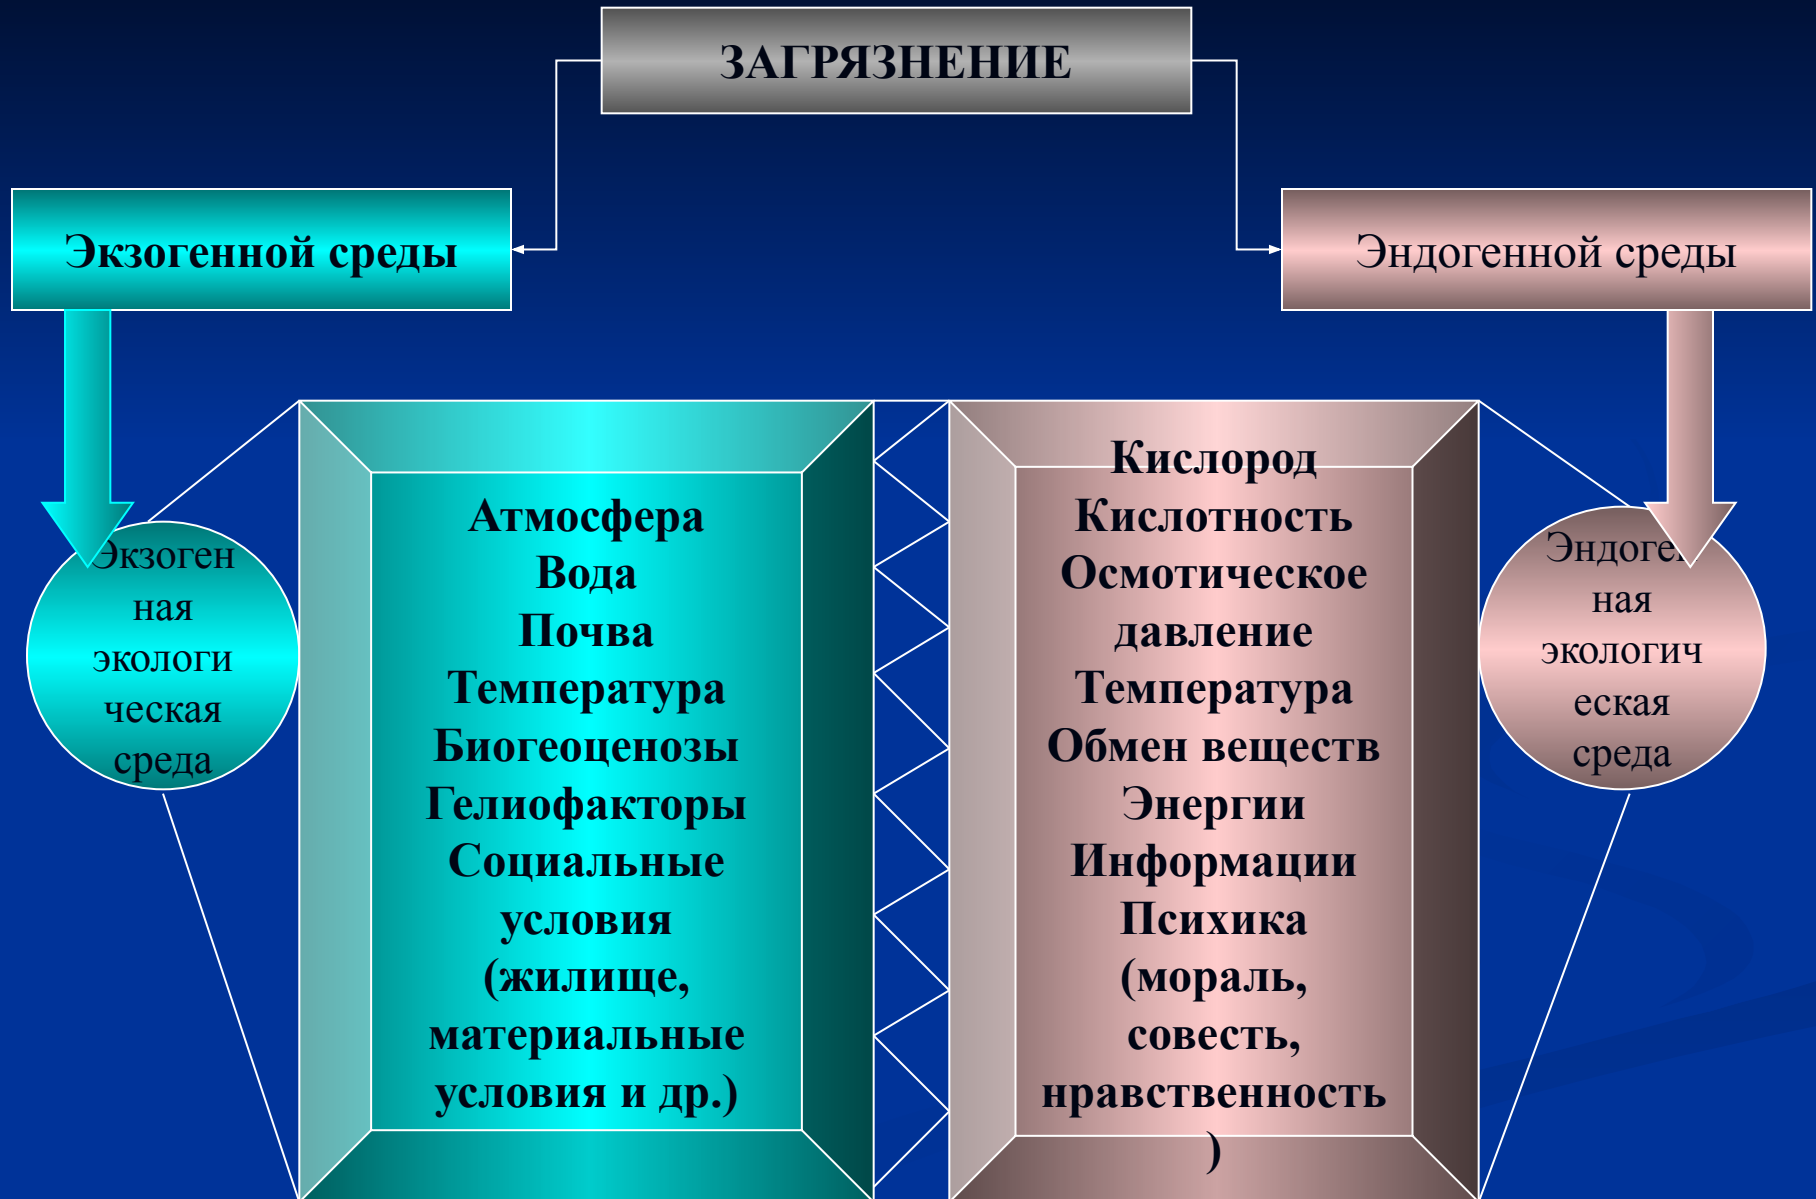 ЗАГРЯЗНЕНИЕ
Экзогенной среды
Эндогенной среды
Экзоген
ная
экологи
ческая
среда
Атмосфера
Вода
Почва
Температура
Биогеоценозы
Гелиофакторы
Социальные
условия
(жилище,
материальные
условия и др.)
Кислород
Кислотность
Осмотическое
давление
Температура
Обмен веществ
Энергии
Информации
Психика
(мораль,
совесть,
нравственность
)
Эндоген
ная
экологич
еская
среда